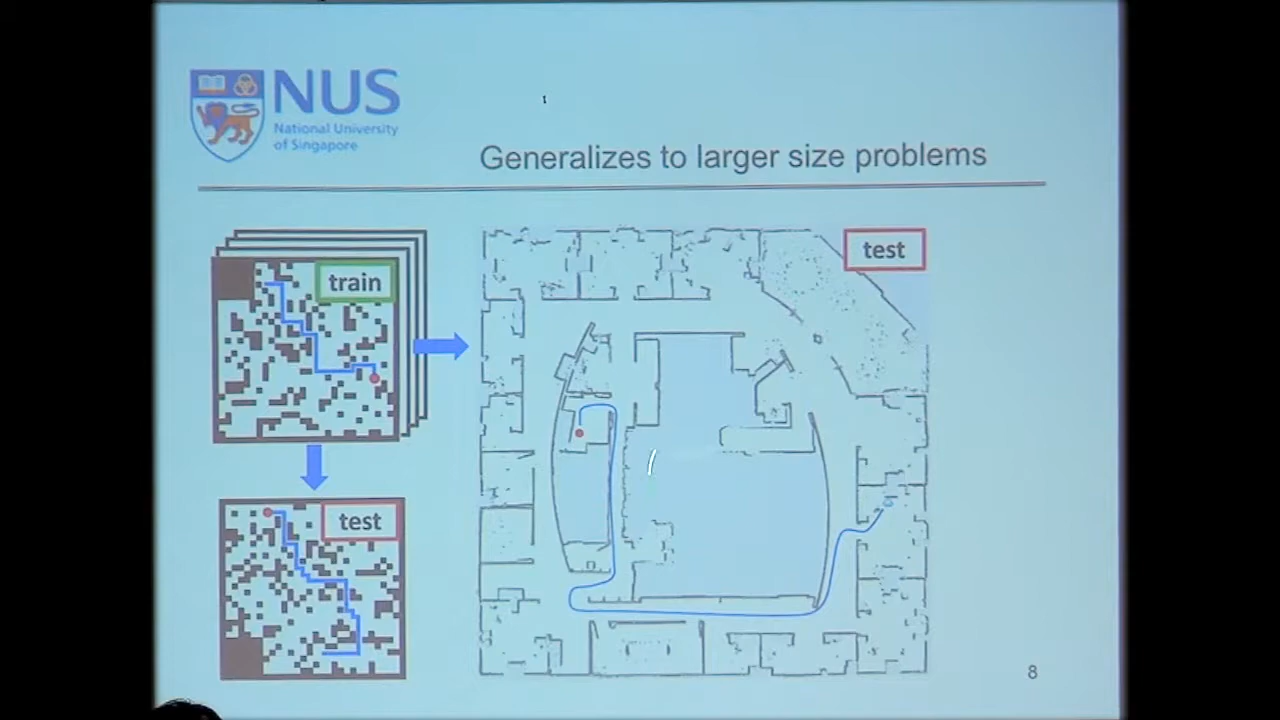 NUS
National University
of Singapore
Generalizes to larger size problems
train
test
test
8